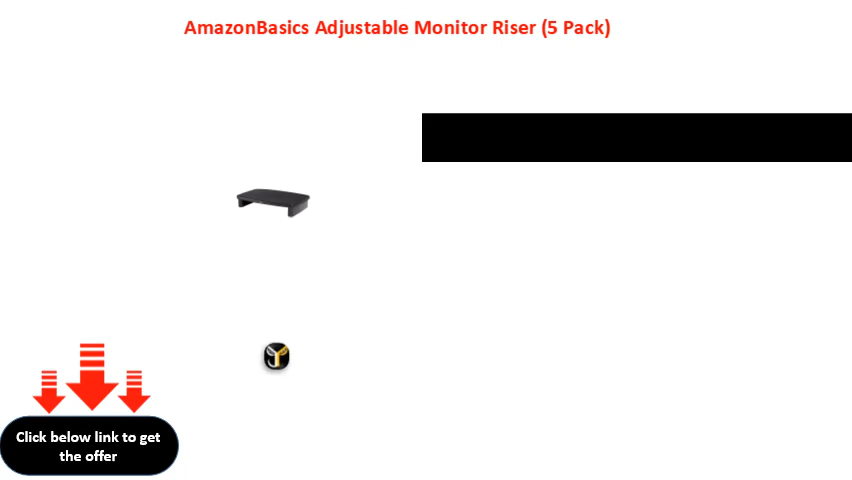 AmazonBasics Adjustable Monitor Riser (5 Pack)
Click below link to get
the offer